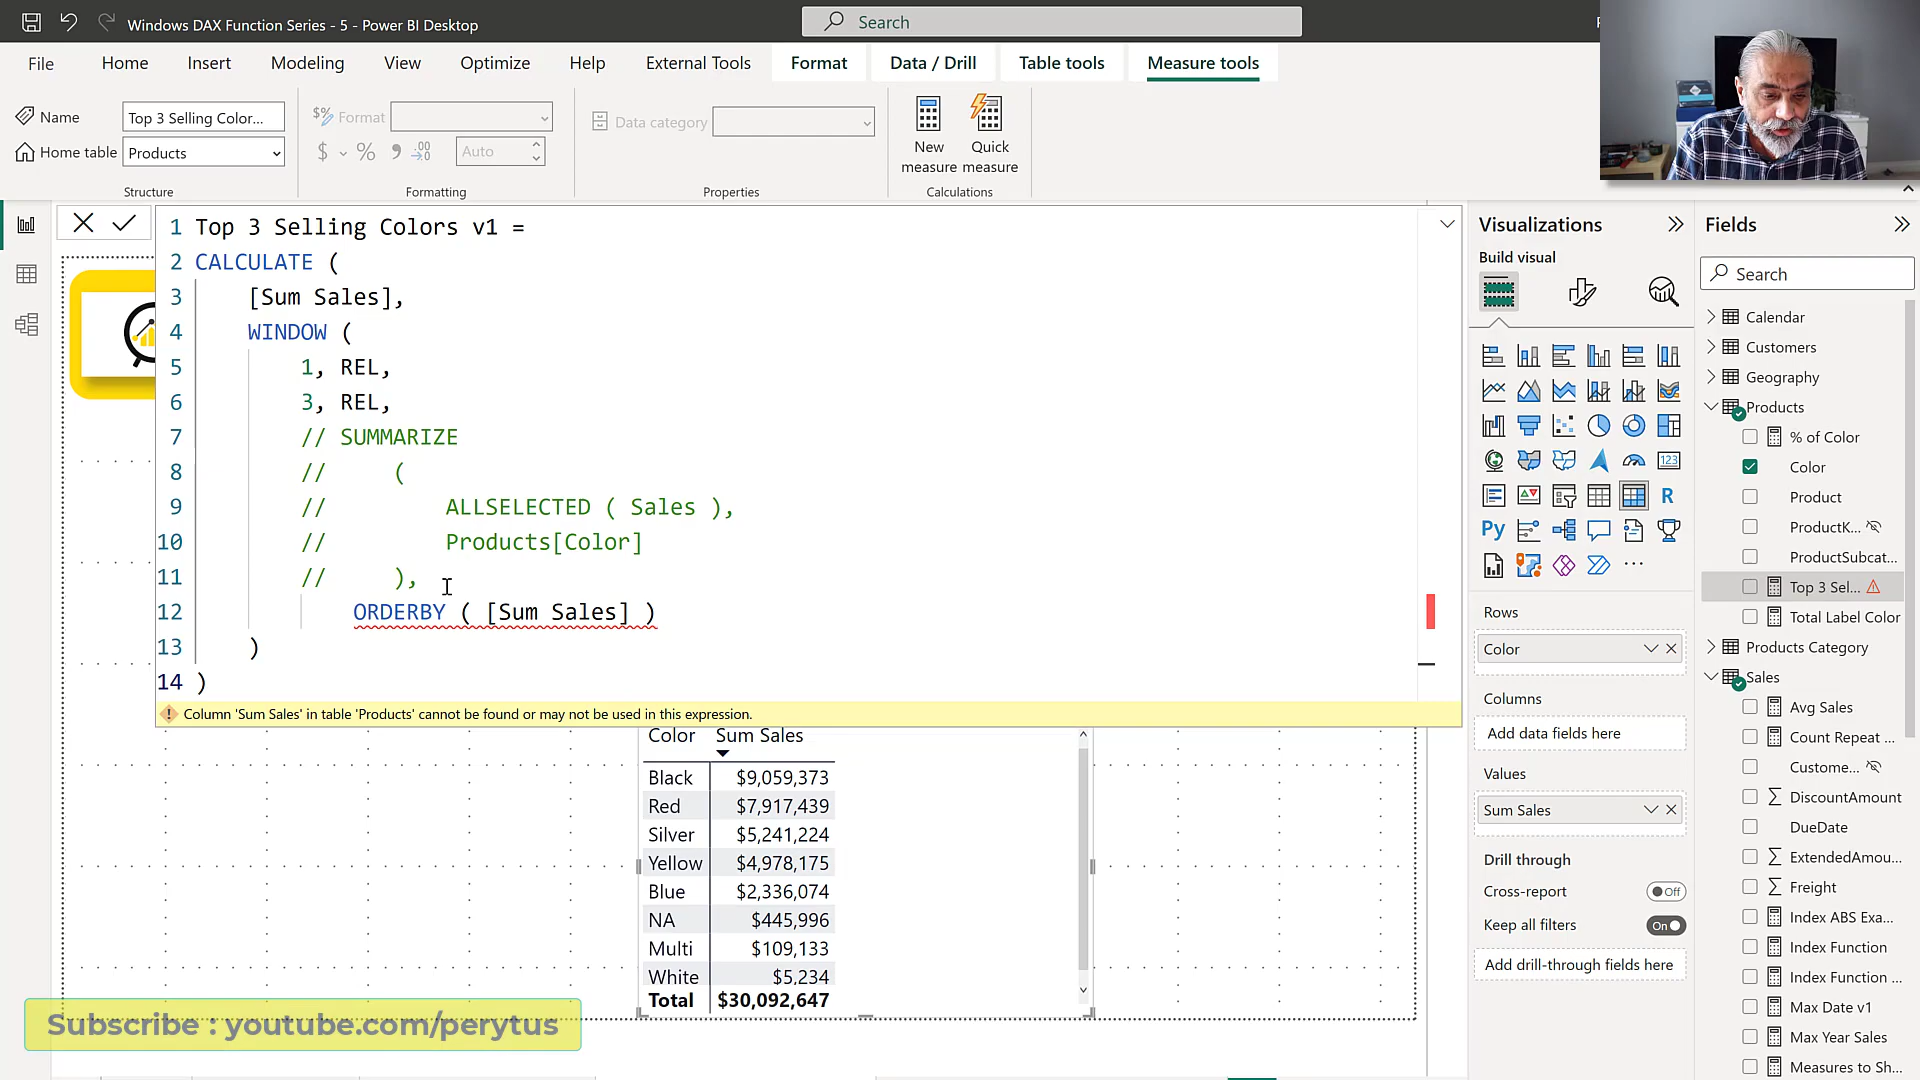 Windows DAX Function Series - 5 - Power BI Desktop
Search
File
Home
Insert
Modeling
View
Optimize
Help
External Tools
Format
Data / Drill
Table tools
Measure tools
Name
Top 3 Selling Color...
Home table
Products
Structure
Format
$ % 9 .00
Auto
Formatting
Data category
Properties
New measure
Quick measure
Calculations
1 Top 3 Selling Colors v1 =
2 CALCULATE (
3 [Sum Sales],
4 WINDOW (
5 1, REL,
6 3, REL,
7 // SUMMARIZE
8 // (
9 // ALLSELECTED ( Sales ),
10 // Products[Color]
11 // ),
12 ORDERBY ( [Sum Sales] )
13 )
14 )
Column 'Sum Sales' in table 'Products' cannot be found or may not be used in this expression.
Color Sum Sales
Black $9,059,373
Red $7,917,439
Silver $5,241,224
Yellow $4,978,175
Blue $2,336,074
NA $445,996
Multi $109,133
White $5,234
Total $30,092,647
Subscribe : youtube.com/perytus
Visualizations
Build visual
123
R
Py
Rows
Color
Columns
Add data fields here
Values
Sum Sales
Drill through
Cross-report
Off
Keep all filters
On
Add drill-through fields here
Fields
Search
Calendar
Customers
Geography
Products
% of Color
Color
Product
ProductK...
ProductSubcat...
Top 3 Sel...
Total Label Color
Products Category
Sales
Avg Sales
Count Repeat ...
Custome...
DiscountAmount
DueDate
ExtendedAmou...
Freight
Index ABS Exa...
Index Function
Index Function ...
Max Date v1
Max Year Sales
Measures to Sh...